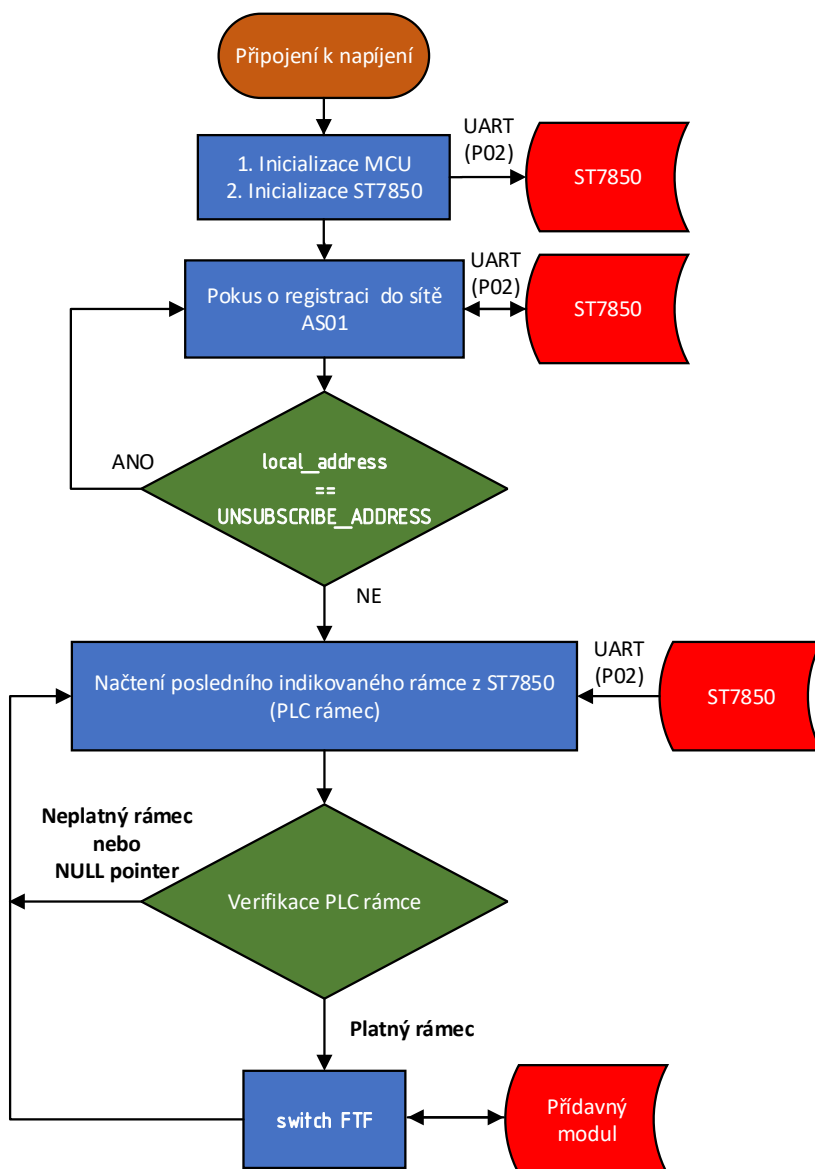 Připojení k napíjení
1. Inicializace MCU
2. Inicializace ST7850
UART
(P02)
ST7850
Pokus o registraci do sítě
AS01
UART
(P02)
ST7850
ANO
local_address
==
UNSUBSCRIBE_ADDRESS
NE
Načtení posledního indikovaného rámce z ST7850
(PLC rámec)
UART
(P02)
ST7850
Neplatný rámec
nebo
NULL pointer
Verifikace PLC rámce
Platný rámec
switch FTF
Přídavný
modul